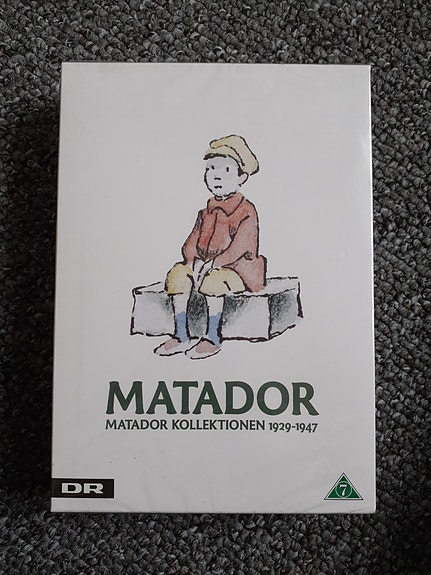 MATADOR
MATADOR KOLLEKTIONEN 1929-1947
DR
7